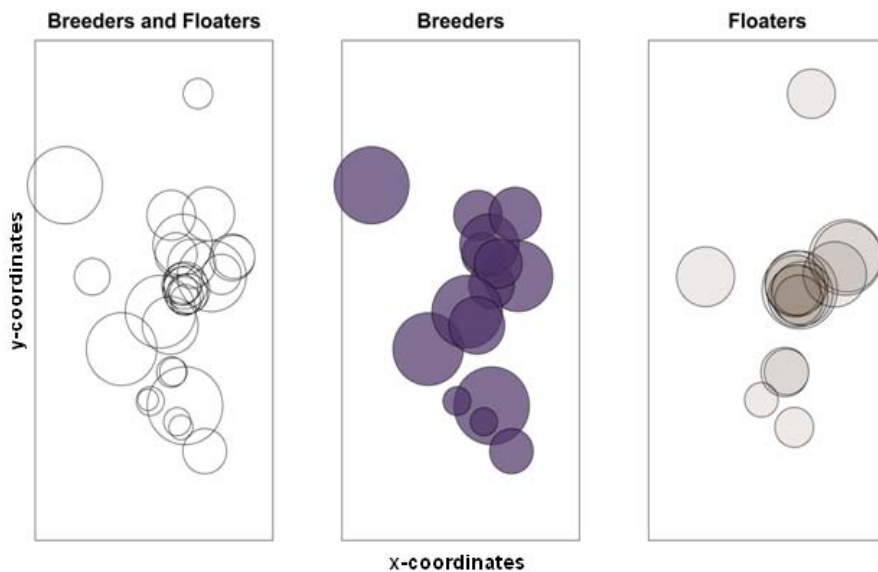 Breeders and Floaters
Breeders
Floaters
y-coordinates
x-coordinates